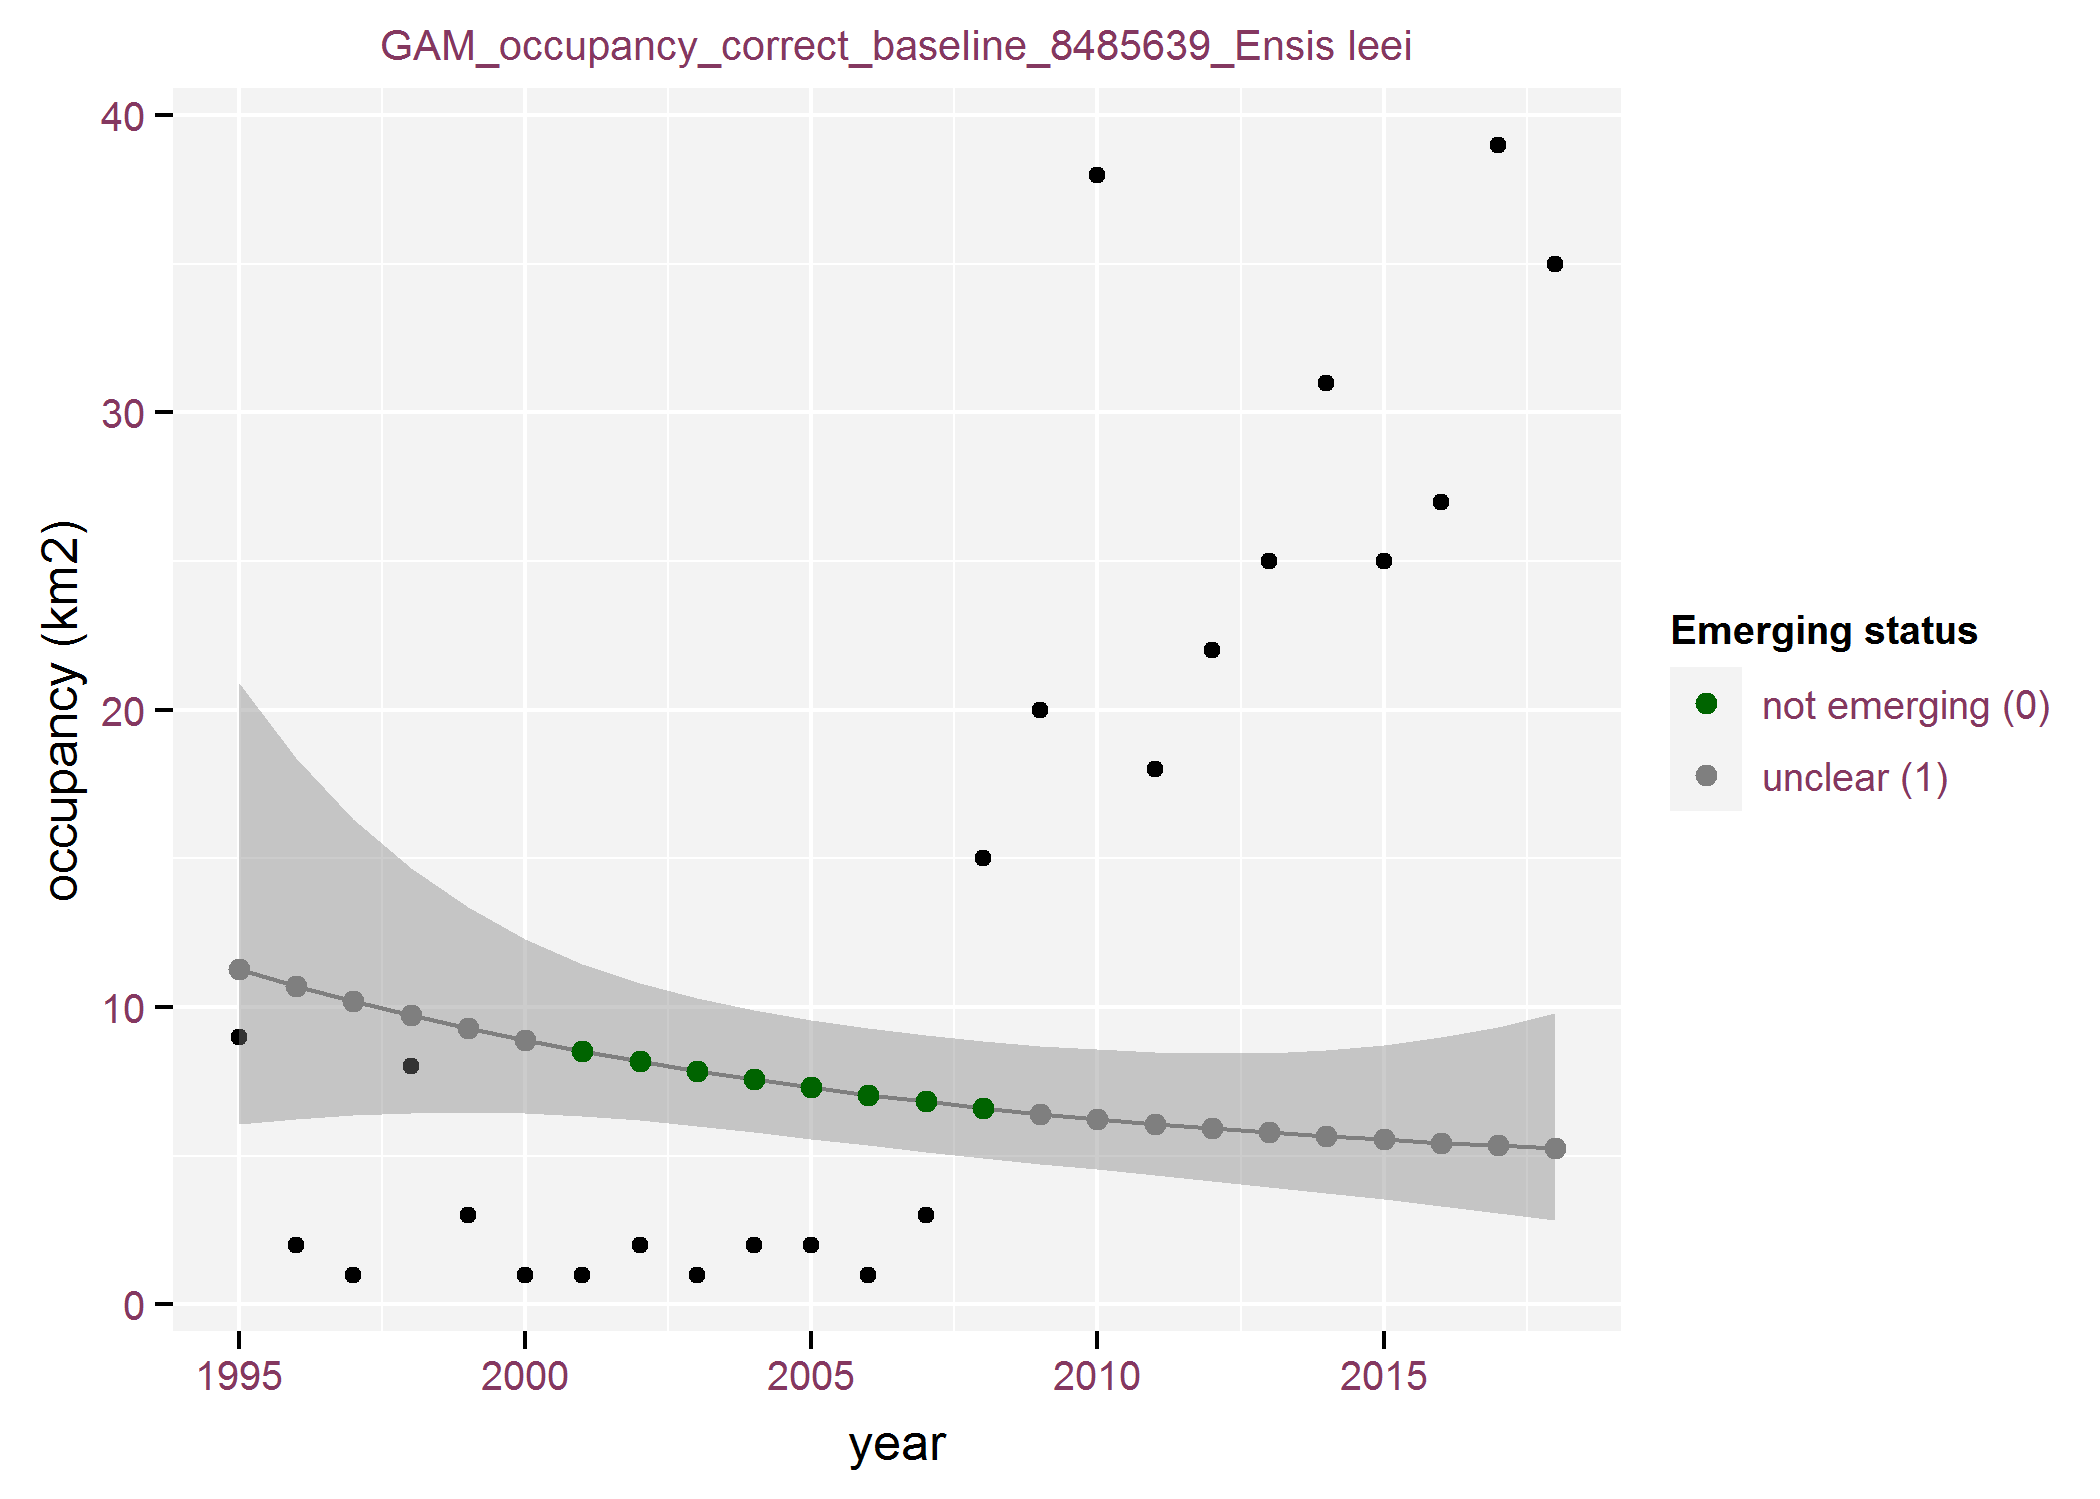 GAM_occupancy_correct_baseline_8485639_Ensis leei
40
30
20
10
0
occupancy (km2)
1995 2000 2005 2010 2015
year
Emerging status
not emerging (0)
unclear (1)